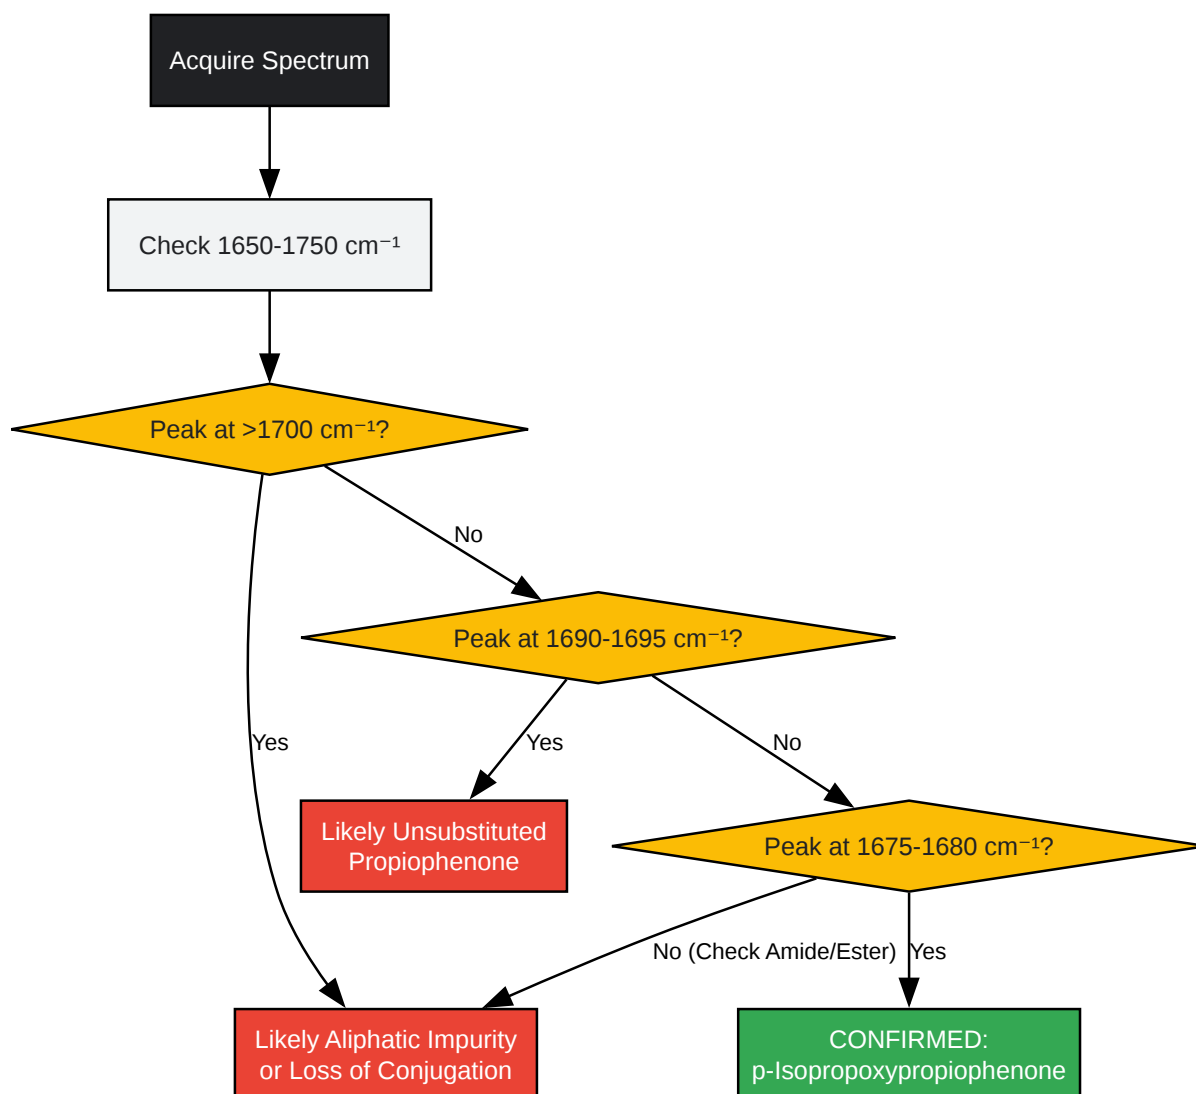 Acquire Spectrum
Check 1650-1750 cm⁻¹
Peak at >1700 cm⁻¹?
No
Peak at 1690-1695 cm⁻¹?
Yes
Yes
No
Likely Unsubstituted
Propiophenone
Peak at 1675-1680 cm⁻¹?
No (Check Amide/Ester)
Yes
Likely Aliphatic Impurity
or Loss of Conjugation
CONFIRMED:
p-Isopropoxypropiophenone